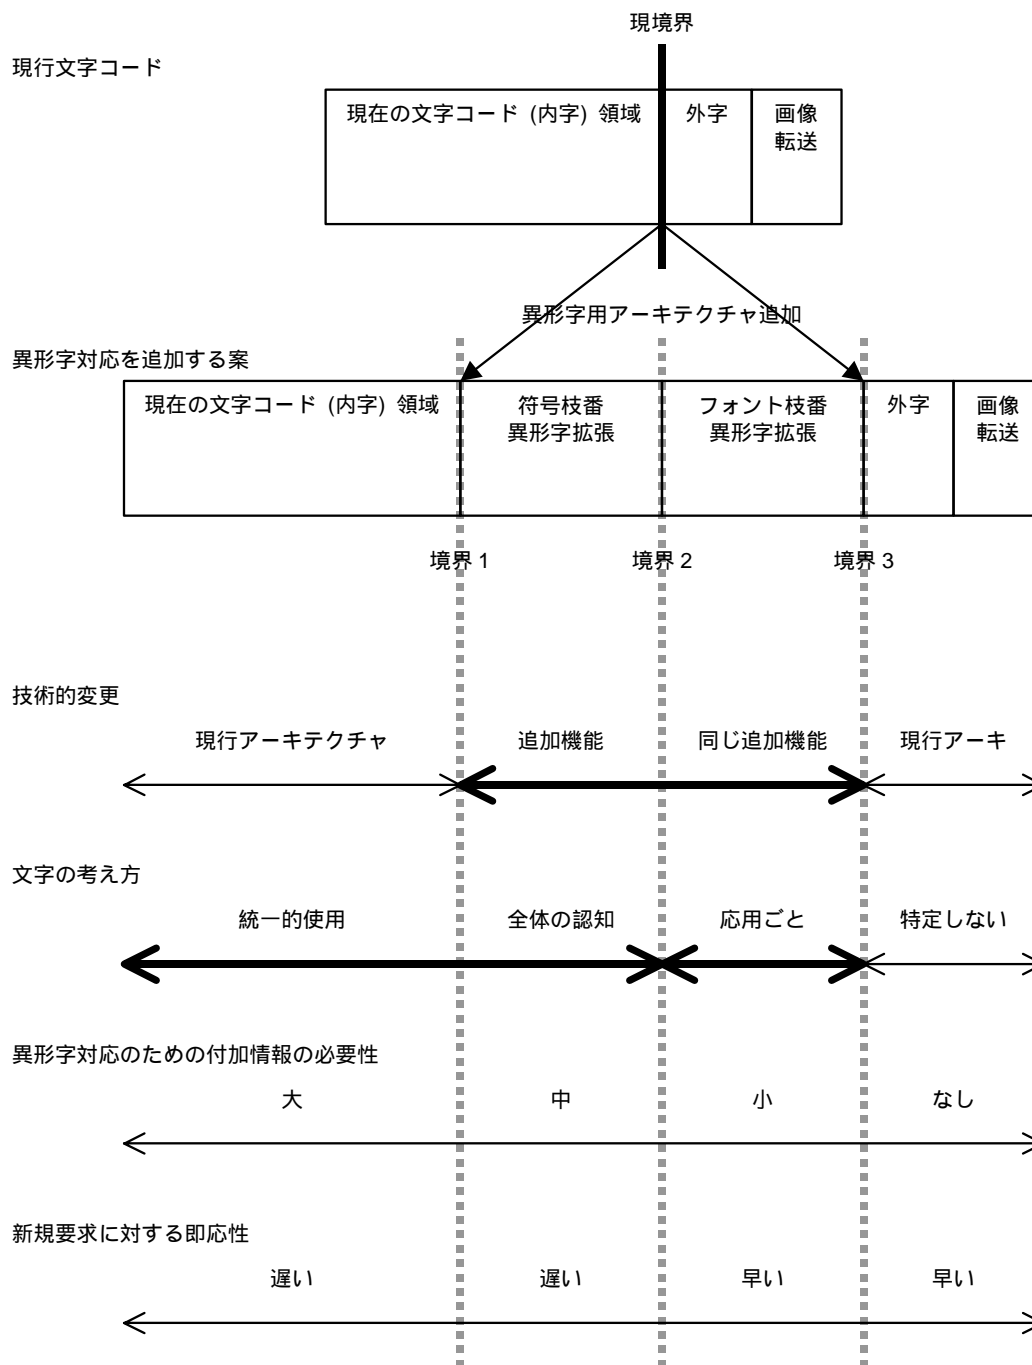 現境界
現行文字コード
現在の文字コード (内字) 領域 外字 画像
転送
異形字用アーキテクチャ追加
異形字対応を追加する案
現在の文字コード (内字) 領域 符号枝番 フォント枝番 外字 画像
異形字拡張 異形字拡張 転送
境界 1 境界 2 境界 3
技術的変更
現行アーキテクチャ 追加機能 同じ追加機能 現行アーキ
文字の考え方
統一的使用 全体の認知 応用ごと 特定しない
異形字対応のための付加情報の必要性
大 中 小 なし
新規要求に対する即応性
遅い 遅い 早い 早い